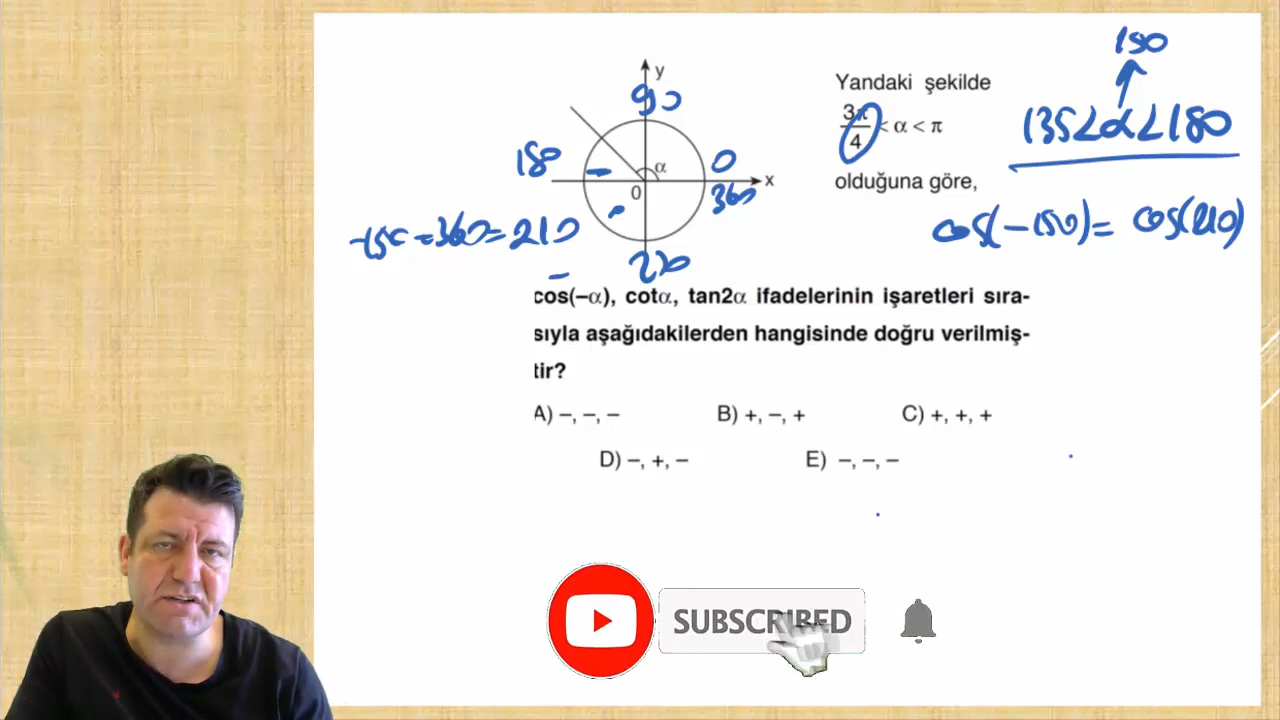 150
y
90
Yandaki şekilde
3π/4 < α < π
135<α<180
180
α
0
x
0
360
olduğuna göre,
-150+360=210
cos(-150)= cos(210)
270
-
cos(–α), cotα, tan2α ifadelerinin işaretleri sıra-
sıyla aşağıdakilerden hangisinde doğru verilmiş-
tir?
A) –, –, – B) +, –, + C) +, +, +
D) –, +, – E) –, –, –
SUBSCRIBED